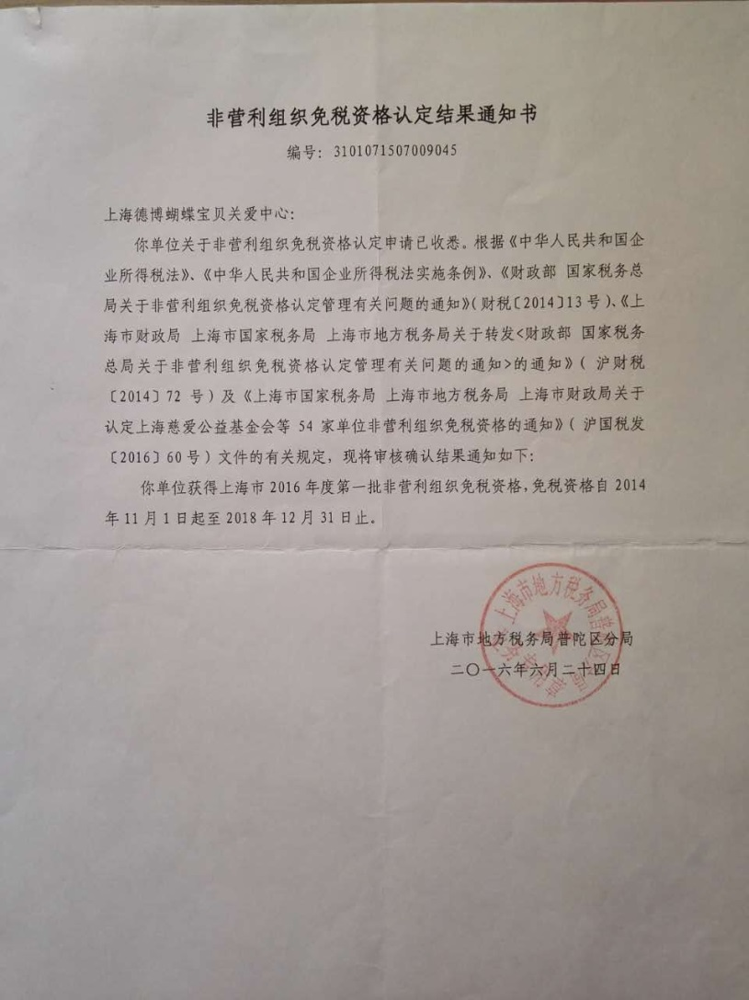 非营利组织免税资格认定结果通知书
编号：3101071507009045
上海德博蝴蝶宝贝关爱中心：
你单位关于非营利组织免税资格认定申请已收悉。根据《中华人民共和国企
业所得税法》、《中华人民共和国企业所得税法实施条例》、《财政部 国家税务总
局关于非营利组织免税资格认定管理有关问题的通知》（财税〔2014〕13号）、《上
海市财政局 上海市国家税务局 上海市地方税务局关于转发<财政部 国家税务
总局关于非营利组织免税资格认定管理有关问题的通知>的通知》（ 沪财税
〔2014〕72 号）及《上海市国家税务局 上海市地方税务局 上海市财政局关于
认定上海慈爱公益基金会等 54 家单位非营利组织免税资格的通知》（ 沪国税发
〔2016〕60号）文件的有关规定，现将审核确认结果通知如下：
你单位获得上海市 2016 年度第一批非营利组织免税资格，免税资格自 2014
年 11 月 1 日起至 2018 年 12 月 31 日止。
上海市地方税务局普陀区分局
二〇一六年六月二十四日
上海市地方税务局普陀区分局